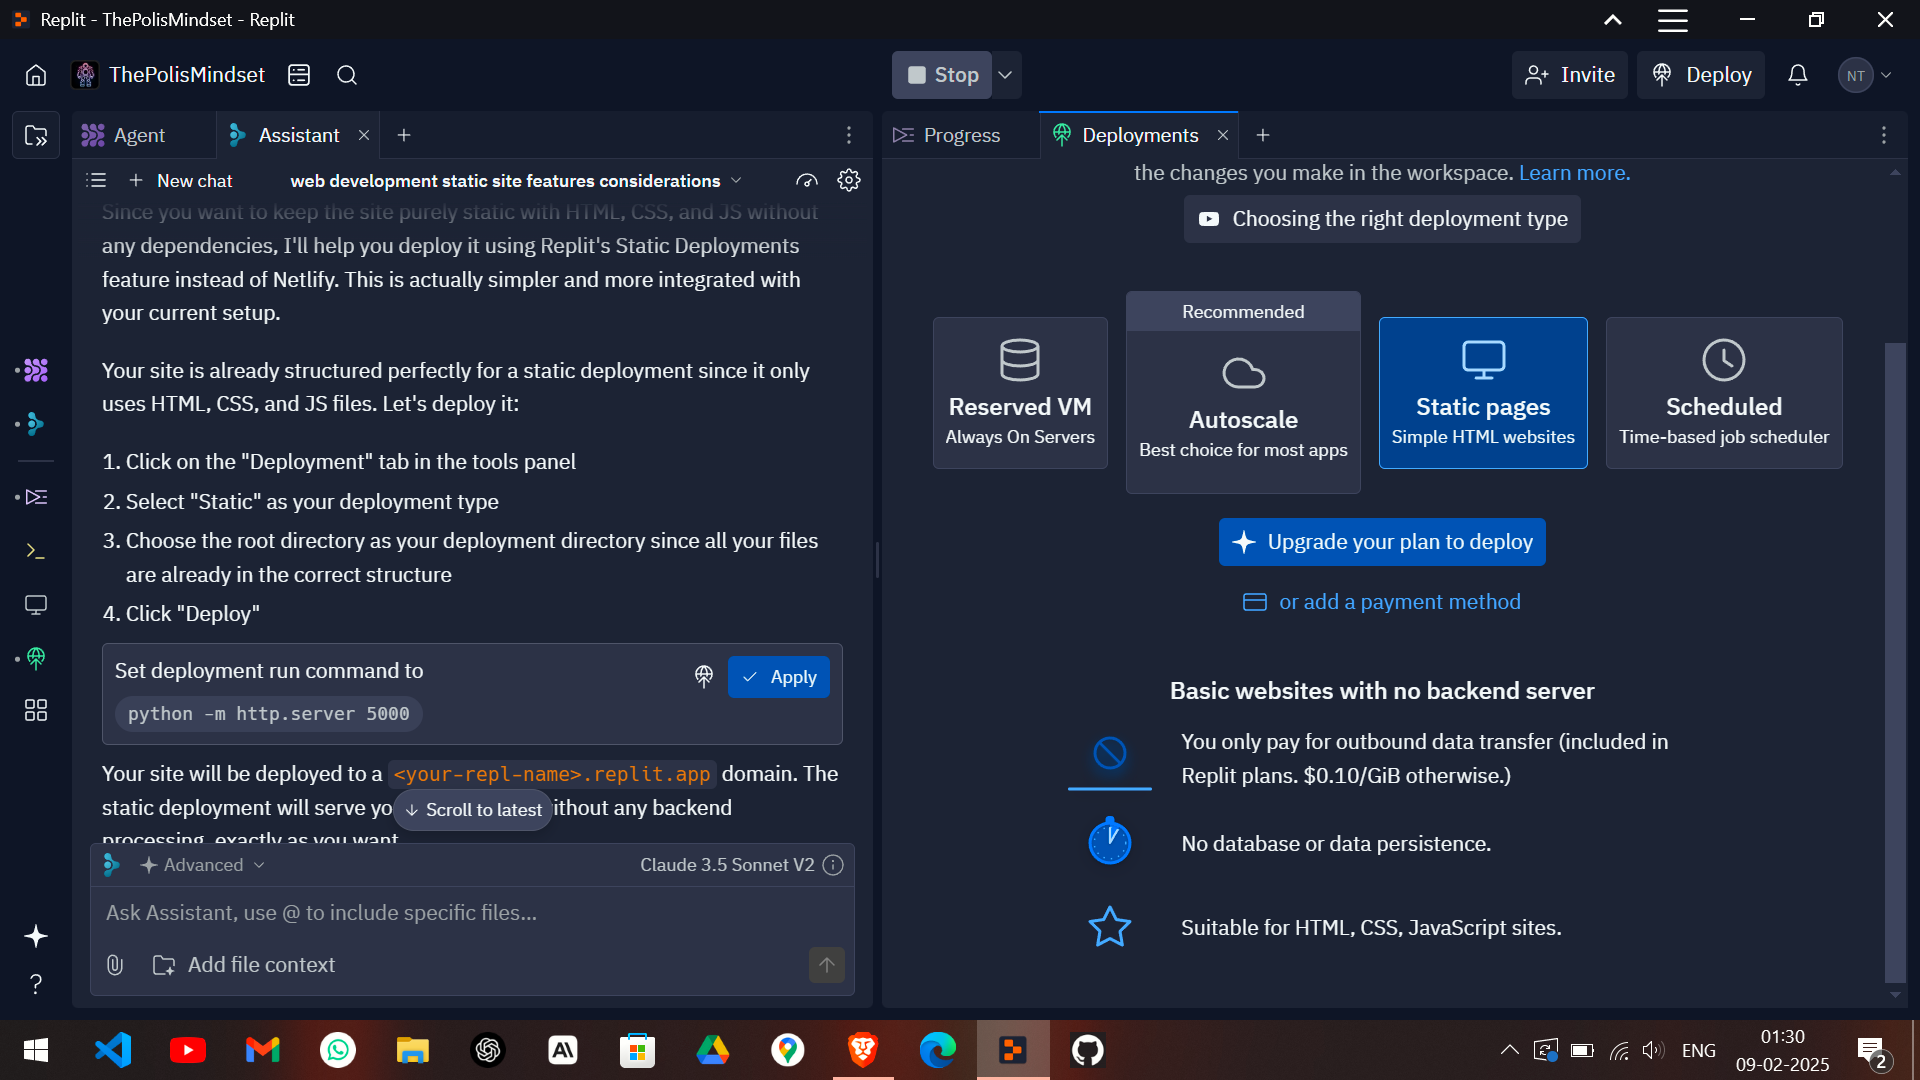 Replit - ThePolisMindset - Replit
ThePolisMindset
Stop
Invite
Deploy
NT
Agent
Assistant
New chat
web development static site features considerations
Since you want to keep the site purely static with HTML, CSS, and JS without
any dependencies, I'll help you deploy it using Replit's Static Deployments
feature instead of Netlify. This is actually simpler and more integrated with
your current setup.
Your site is already structured perfectly for a static deployment since it only
uses HTML, CSS, and JS files. Let's deploy it:
1. Click on the "Deployment" tab in the tools panel
2. Select "Static" as your deployment type
3. Choose the root directory as your deployment directory since all your files
are already in the correct structure
4. Click "Deploy"
Set deployment run command to
Apply
python -m http.server 5000
Your site will be deployed to a <your-repl-name>.replit.app domain. The
static deployment will serve yo
Scroll to latest
ithout any backend
processing, exactly as you want
Advanced
Claude 3.5 Sonnet V2
Ask Assistant, use @ to include specific files...
Add file context
Progress
Deployments
the changes you make in the workspace. Learn more.
Choosing the right deployment type
Reserved VM
Always On Servers
Recommended
Autoscale
Best choice for most apps
Static pages
Simple HTML websites
Scheduled
Time-based job scheduler
Upgrade your plan to deploy
or add a payment method
Basic websites with no backend server
You only pay for outbound data transfer (included in
Replit plans. $0.10/GiB otherwise.)
No database or data persistence.
Suitable for HTML, CSS, JavaScript sites.
ENG
01:30
09-02-2025
2